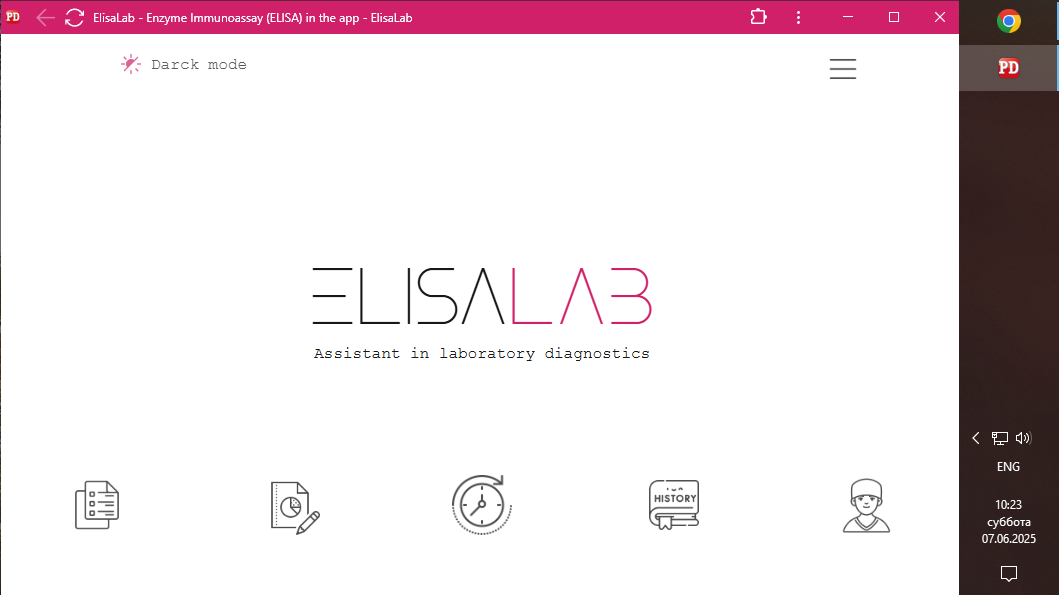 PD
ElisaLab - Enzyme Immunoassay (ELISA) in the app - ElisaLab
Darck mode
PD
ELISALAB
Assistant in laboratory diagnostics
HISTORY
ENG
10:23
суббота
07.06.2025